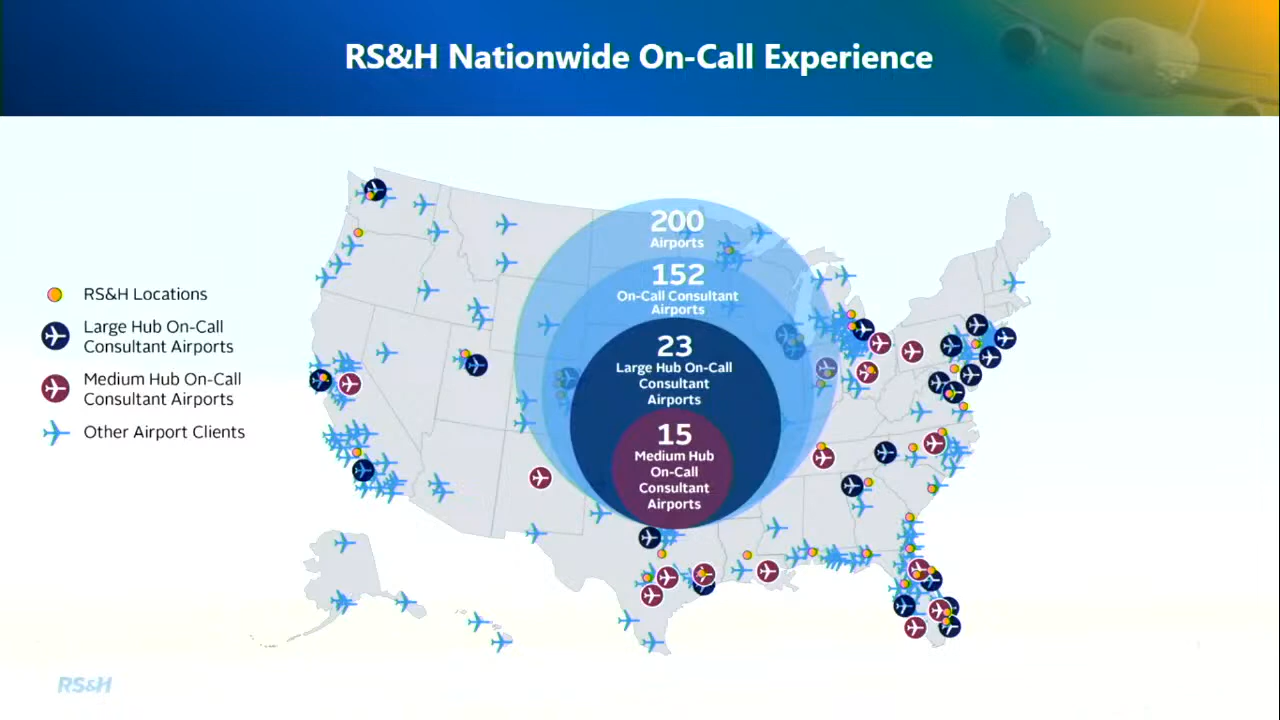 RS&H Nationwide On-Call Experience
200
Airports
152
On-Call Consultant
Airports
23
Large Hub On-Call
Consultant
Airports
15
Medium Hub
On-Call
Consultant
Airports
RS&H Locations
Large Hub On-Call
Consultant Airports
Medium Hub On-Call
Consultant Airports
Other Airport Clients
RS&H